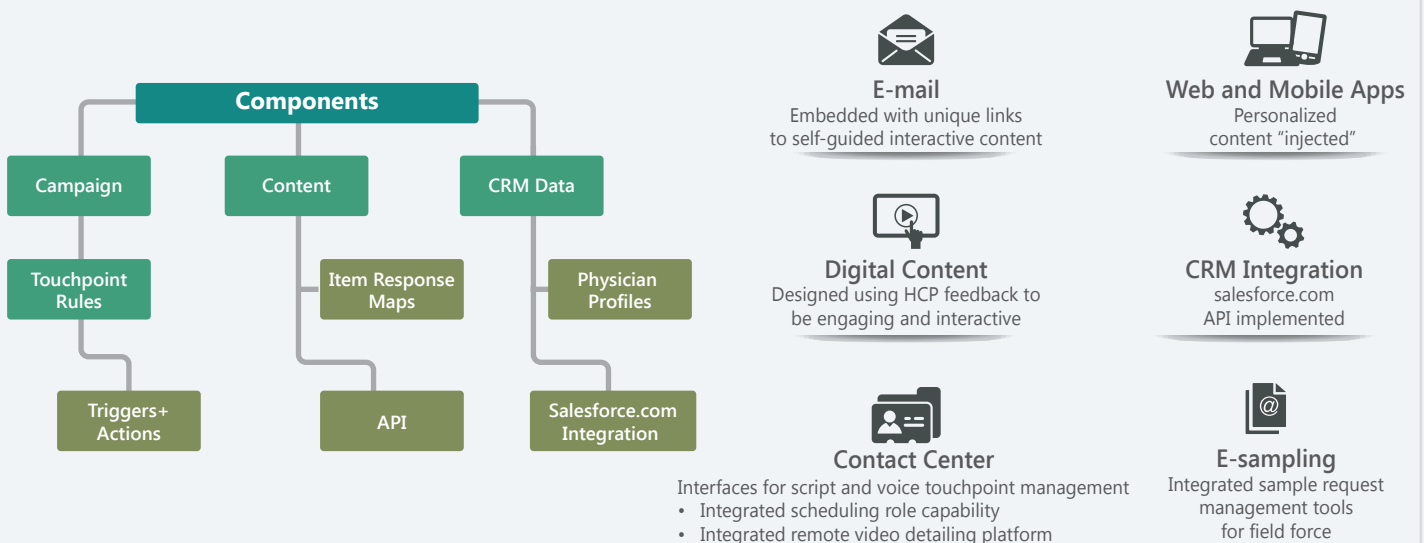 Components
Campaign
Content
CRM Data
Touchpoint
Rules
Item Response
Maps
Physician
Profiles
Triggers+
Actions
API
Salesforce.com
Integration
E-mail
Embedded with unique links
to self-guided interactive content
Web and Mobile Apps
Personalized
content “injected”
Digital Content
Designed using HCP feedback to
be engaging and interactive
CRM Integration
salesforce.com
API implemented
Contact Center
Interfaces for script and voice touchpoint management
• Integrated scheduling role capability
• Integrated remote video detailing platform
@
E-sampling
Integrated sample request
management tools
for field force